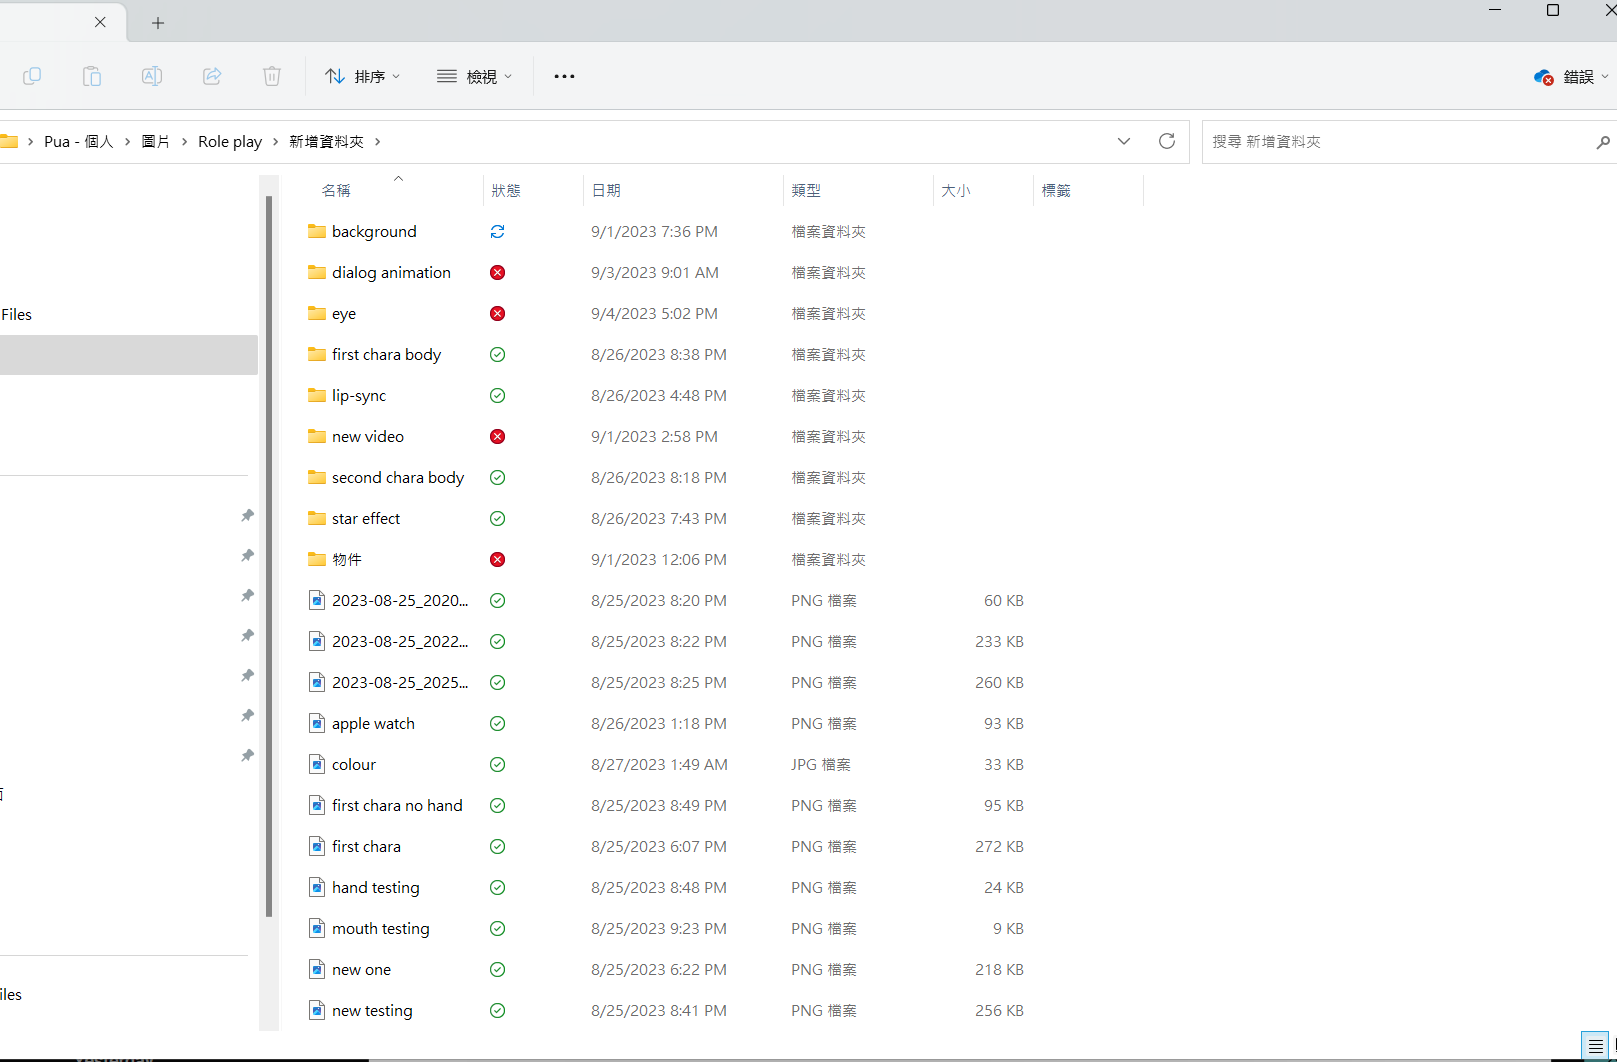 排序 檢視 錯誤
Pua - 個人 › 圖片 › Role play › 新增資料夾 › 搜尋 新增資料夾
Files
iles
名稱 狀態 日期 類型 大小 標籤
background 9/1/2023 7:36 PM 檔案資料夾
dialog animation 9/3/2023 9:01 AM 檔案資料夾
eye 9/4/2023 5:02 PM 檔案資料夾
first chara body 8/26/2023 8:38 PM 檔案資料夾
lip-sync 8/26/2023 4:48 PM 檔案資料夾
new video 9/1/2023 2:58 PM 檔案資料夾
second chara body 8/26/2023 8:18 PM 檔案資料夾
star effect 8/26/2023 7:43 PM 檔案資料夾
物件 9/1/2023 12:06 PM 檔案資料夾
2023-08-25_2020... 8/25/2023 8:20 PM PNG 檔案 60 KB
2023-08-25_2022... 8/25/2023 8:22 PM PNG 檔案 233 KB
2023-08-25_2025... 8/25/2023 8:25 PM PNG 檔案 260 KB
apple watch 8/26/2023 1:18 PM PNG 檔案 93 KB
colour 8/27/2023 1:49 AM JPG 檔案 33 KB
first chara no hand 8/25/2023 8:49 PM PNG 檔案 95 KB
first chara 8/25/2023 6:07 PM PNG 檔案 272 KB
hand testing 8/25/2023 8:48 PM PNG 檔案 24 KB
mouth testing 8/25/2023 9:23 PM PNG 檔案 9 KB
new one 8/25/2023 6:22 PM PNG 檔案 218 KB
new testing 8/25/2023 8:41 PM PNG 檔案 256 KB